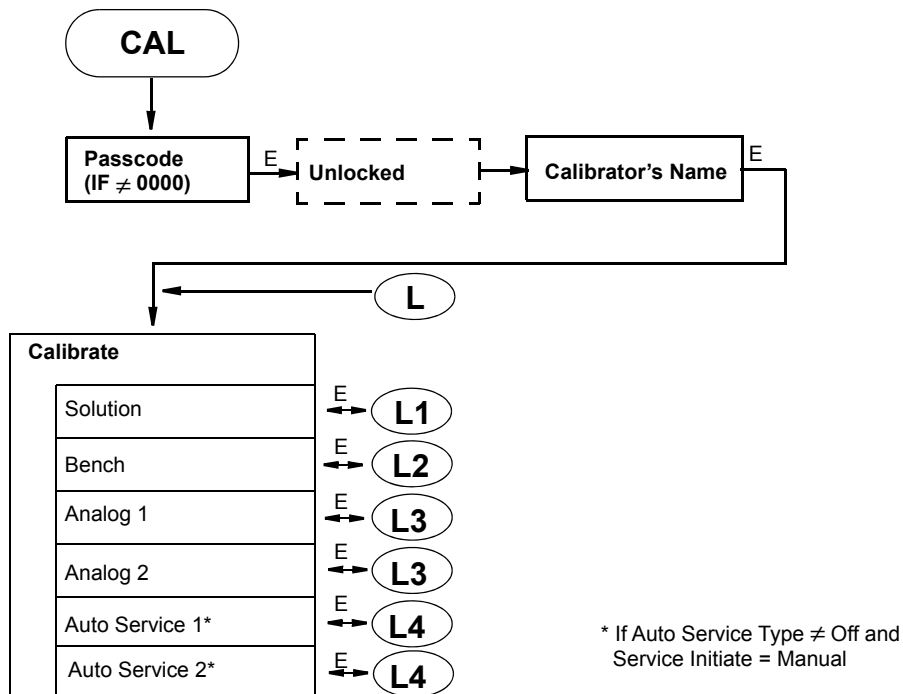 CAL
Passcode
(IF ≠ 0000)
E
Unlocked
Calibrator's Name
E
L
Calibrate
Solution
E
L1
Bench
E
L2
Analog 1
E
L3
Analog 2
E
L3
Auto Service 1*
E
L4
Auto Service 2*
E
L4
* If Auto Service Type ≠ Off and
Service Initiate = Manual